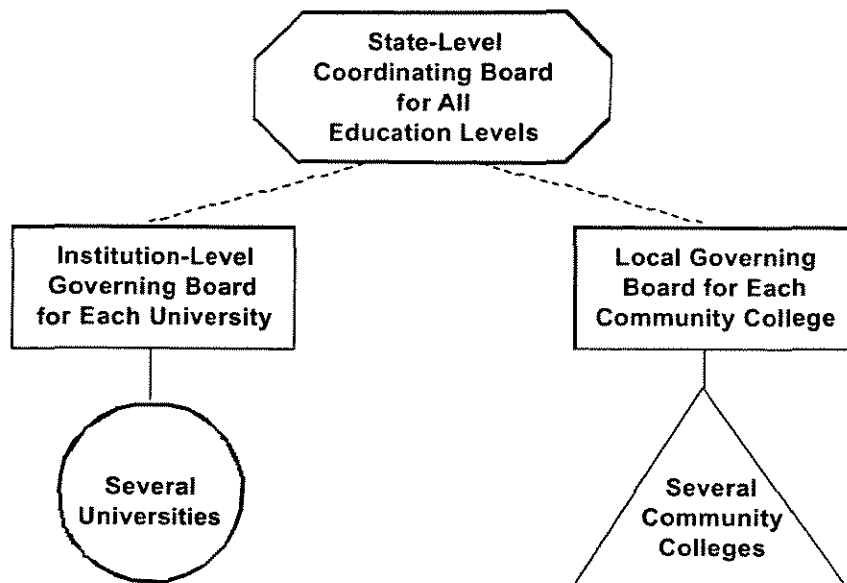 State-Level
Coordinating Board
for All
Education Levels
Institution-Level
Governing Board
for Each University
Local Governing
Board for Each
Community College
Several
Universities
Several
Community
Colleges